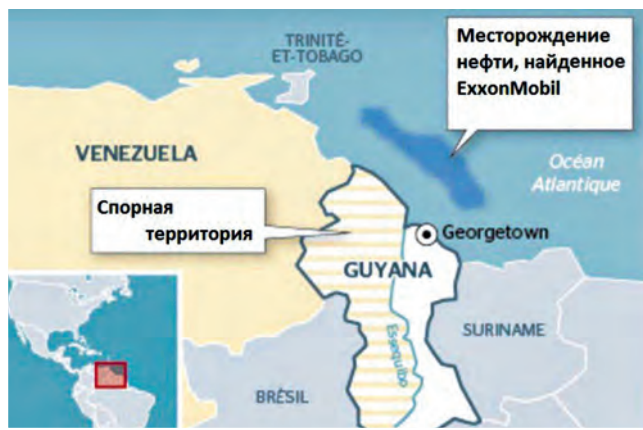 TRINITÉ-
ET-TOBAGO
Месторождение
нефти, найденное
ExxonMobil
VENEZUELA
Océan
Atlantique
Спорная
территория
Georgetown
GUYANA
Essequibo
SURINAME
BRÉSIL